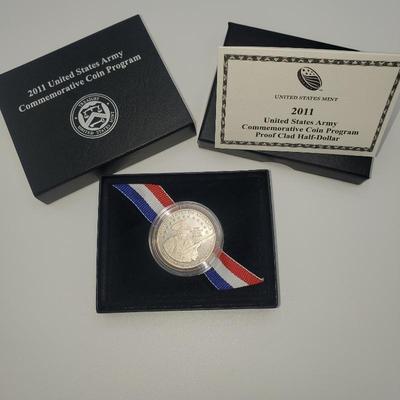 2011 United States Army
Commemorative Coin Program
UNITED STATES MINT
2011
United States Army
Commemorative Coin Program
Proof Clad Half-Dollar